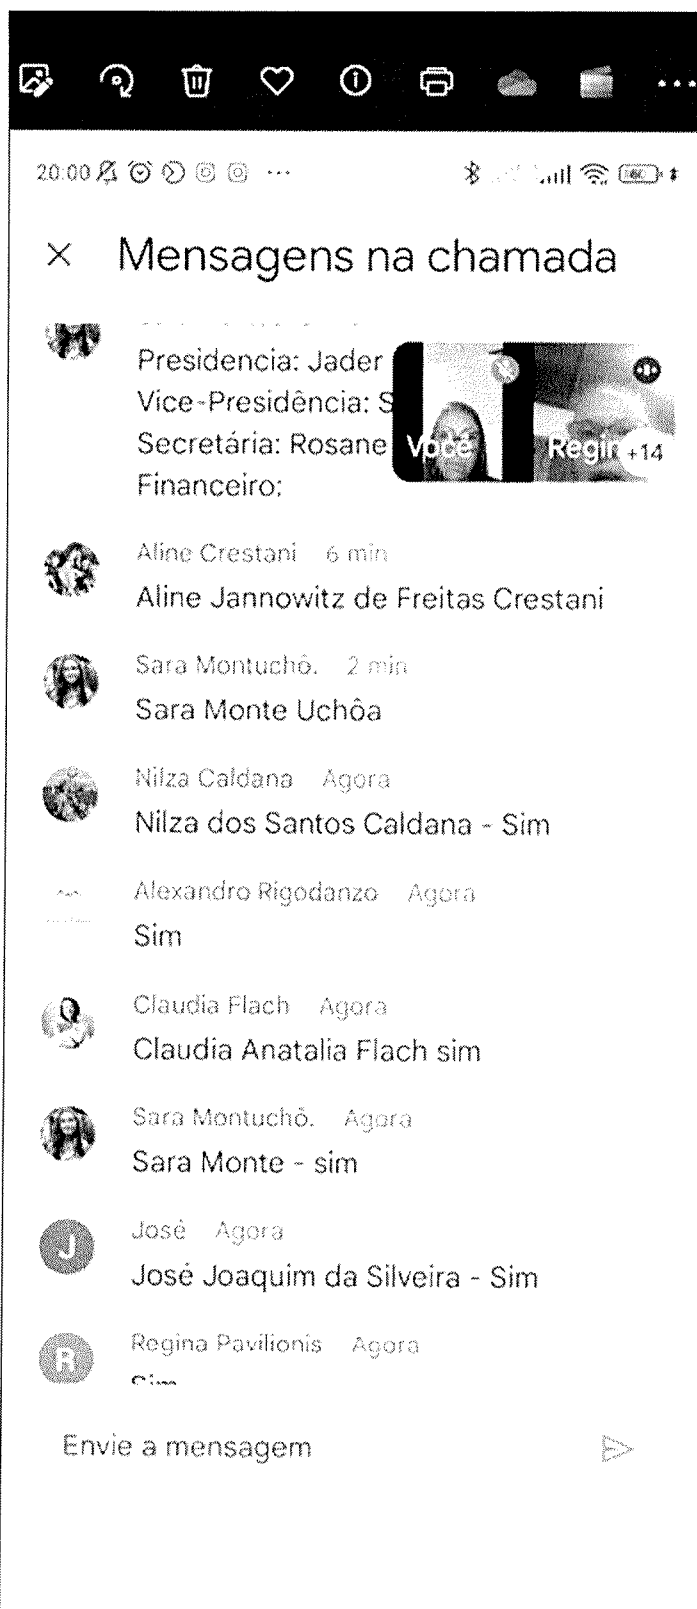 20:00
Mensagens na chamada
Presidencia: Jader
Vice-Presidência: S
Secretária: Rosane
Financeiro:
Você
Regin
+14
Aline Crestani 6 min
Aline Jannowitz de Freitas Crestani
Sara Montuchô. 2 min
Sara Monte Uchôa
Nilza Caldana Agora
Nilza dos Santos Caldana - Sim
Alexandro Rigodanzo Agora
Sim
Claudia Flach Agora
Claudia Anatalia Flach sim
Sara Montuchô. Agora
Sara Monte - sim
J
José Agora
José Joaquim da Silveira - Sim
R
Regina Pavilionis Agora
Sim
Envie a mensagem